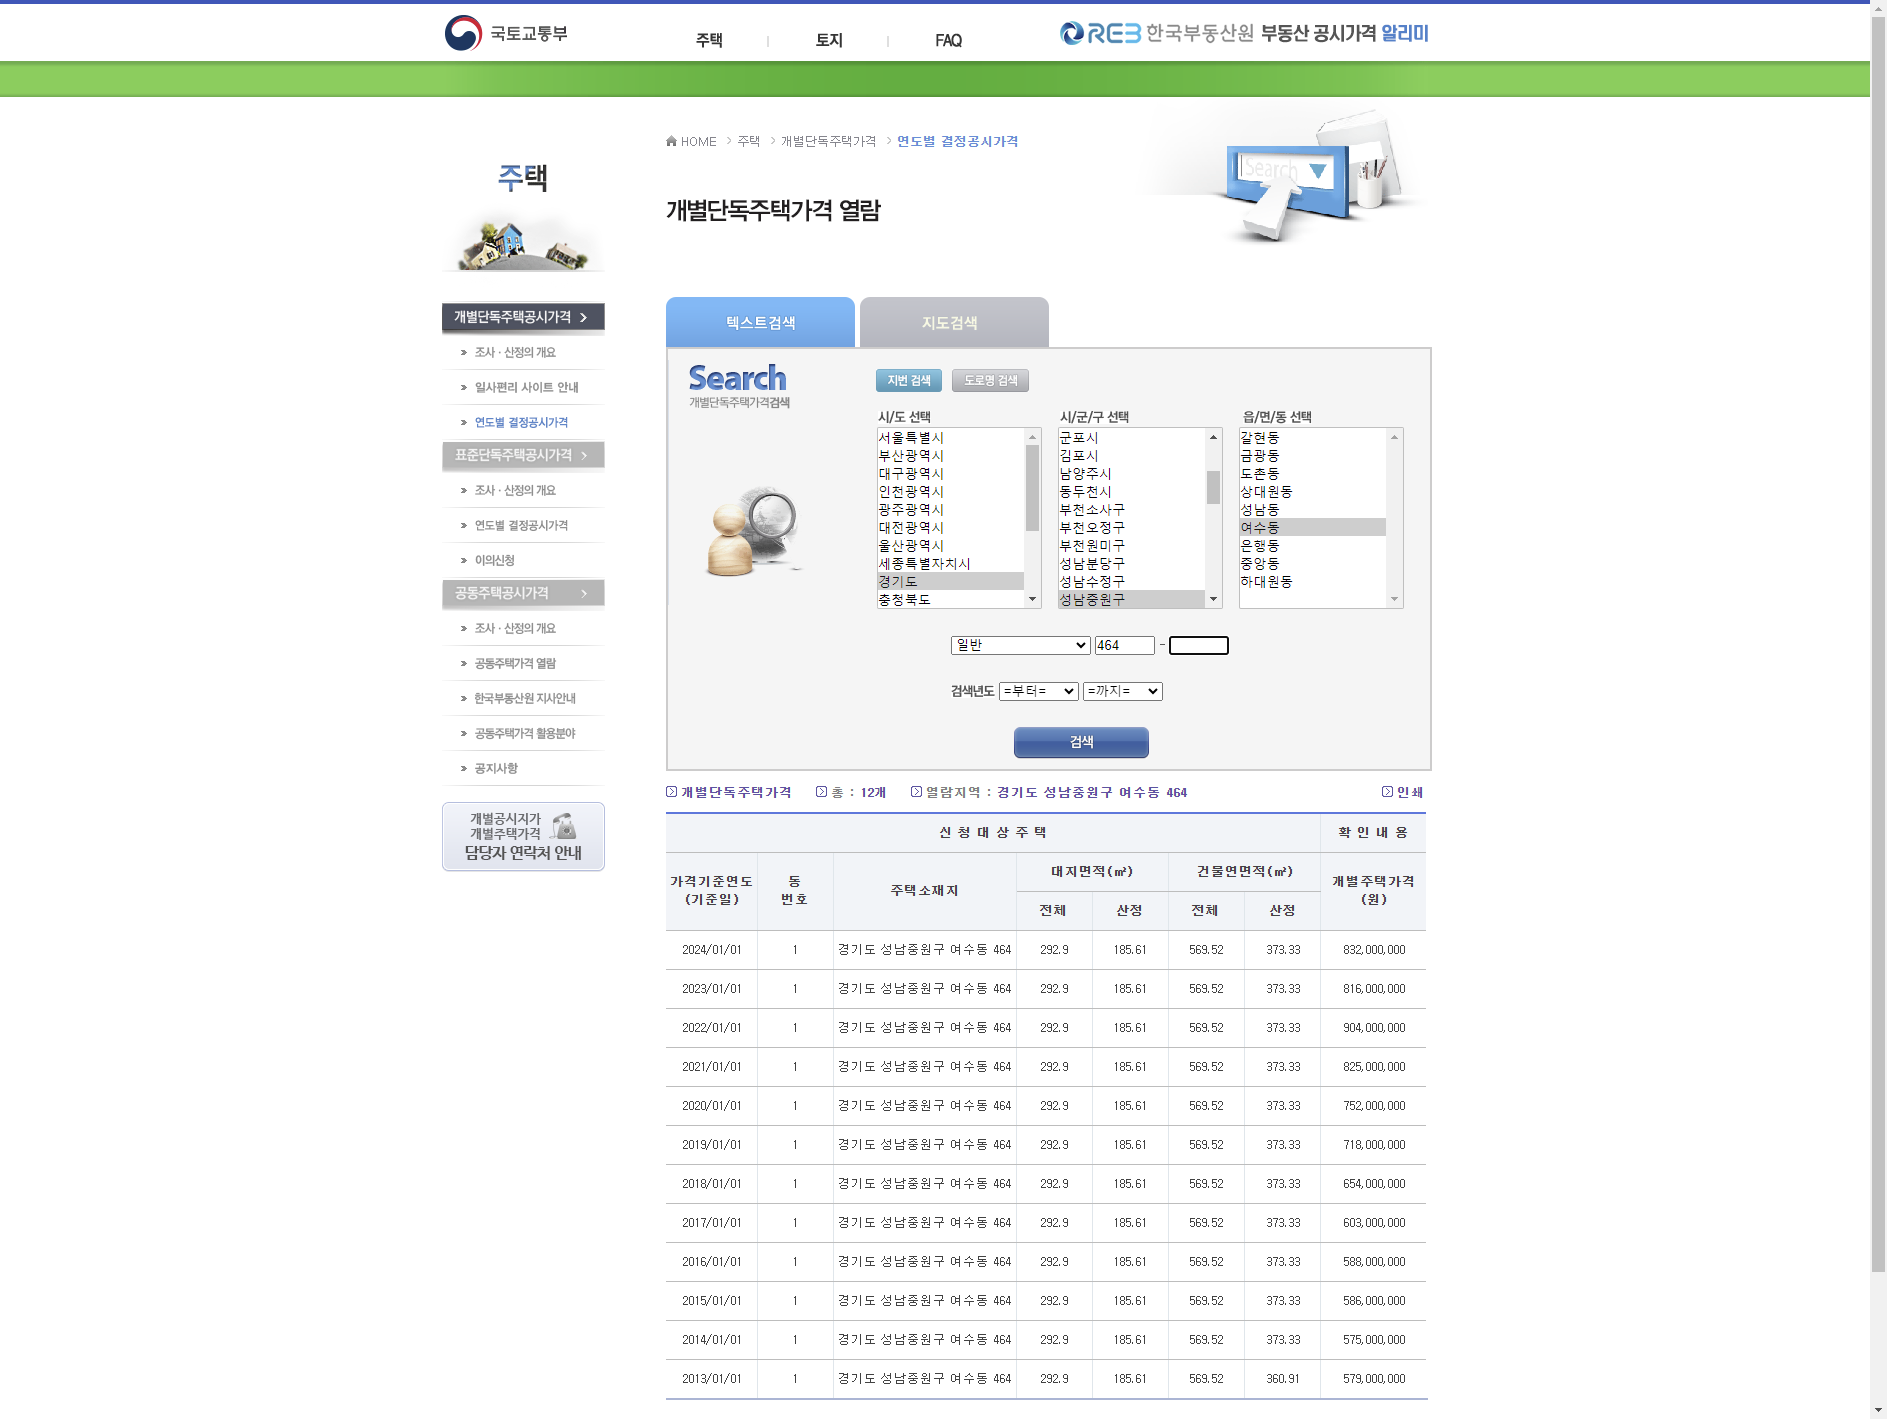 국토교통부
주택
토지
FAQ
REB 한국부동산원 부동산 공시가격 알리미
HOME 주택 개별단독주택가격 연도별 결정공시가격
주택
개별단독주택가격 열람
Search
개별단독주택공시가격
조사 · 산정의 개요
일사편리 사이트 안내
연도별 결정공시가격
표준단독주택공시가격
조사 · 산정의 개요
연도별 결정공시가격
이의신청
공동주택공시가격
조사 · 산정의 개요
공동주택가격 열람
한국부동산원 지사안내
공동주택가격 활용분야
공지사항
개별공시지가
개별주택가격
담당자 연락처 안내
텍스트검색
지도검색
Search
개별단독주택가격검색
지번 검색
도로명 검색
시/도 선택
시/군/구 선택
읍/면/동 선택
서울특별시
부산광역시
대구광역시
인천광역시
광주광역시
대전광역시
울산광역시
세종특별자치시
경기도
충청북도
군포시
김포시
남양주시
동두천시
부천소사구
부천오정구
부천원미구
성남분당구
성남수정구
성남중원구
갈현동
금광동
도촌동
상대원동
성남동
여수동
은행동
중앙동
하대원동
일반 464 -
검색년도 =부터= =까지=
검색
개별단독주택가격 총 : 12개 열람지역 : 경기도 성남중원구 여수동 464 인쇄
신 청 대 상 주 택 확 인 내 용
가격기준연도 (기준일) 동 번호 주택소재지 대지면적(㎡) 건물연면적(㎡) 개별주택가격 (원)
전체 산정 전체 산정
2024/01/01 1 경기도 성남중원구 여수동 464 292.9 185.61 569.52 373.33 832,000,000
2023/01/01 1 경기도 성남중원구 여수동 464 292.9 185.61 569.52 373.33 816,000,000
2022/01/01 1 경기도 성남중원구 여수동 464 292.9 185.61 569.52 373.33 904,000,000
2021/01/01 1 경기도 성남중원구 여수동 464 292.9 185.61 569.52 373.33 825,000,000
2020/01/01 1 경기도 성남중원구 여수동 464 292.9 185.61 569.52 373.33 752,000,000
2019/01/01 1 경기도 성남중원구 여수동 464 292.9 185.61 569.52 373.33 718,000,000
2018/01/01 1 경기도 성남중원구 여수동 464 292.9 185.61 569.52 373.33 654,000,000
2017/01/01 1 경기도 성남중원구 여수동 464 292.9 185.61 569.52 373.33 603,000,000
2016/01/01 1 경기도 성남중원구 여수동 464 292.9 185.61 569.52 373.33 588,000,000
2015/01/01 1 경기도 성남중원구 여수동 464 292.9 185.61 569.52 373.33 586,000,000
2014/01/01 1 경기도 성남중원구 여수동 464 292.9 185.61 569.52 373.33 575,000,000
2013/01/01 1 경기도 성남중원구 여수동 464 292.9 185.61 569.52 360.91 579,000,000